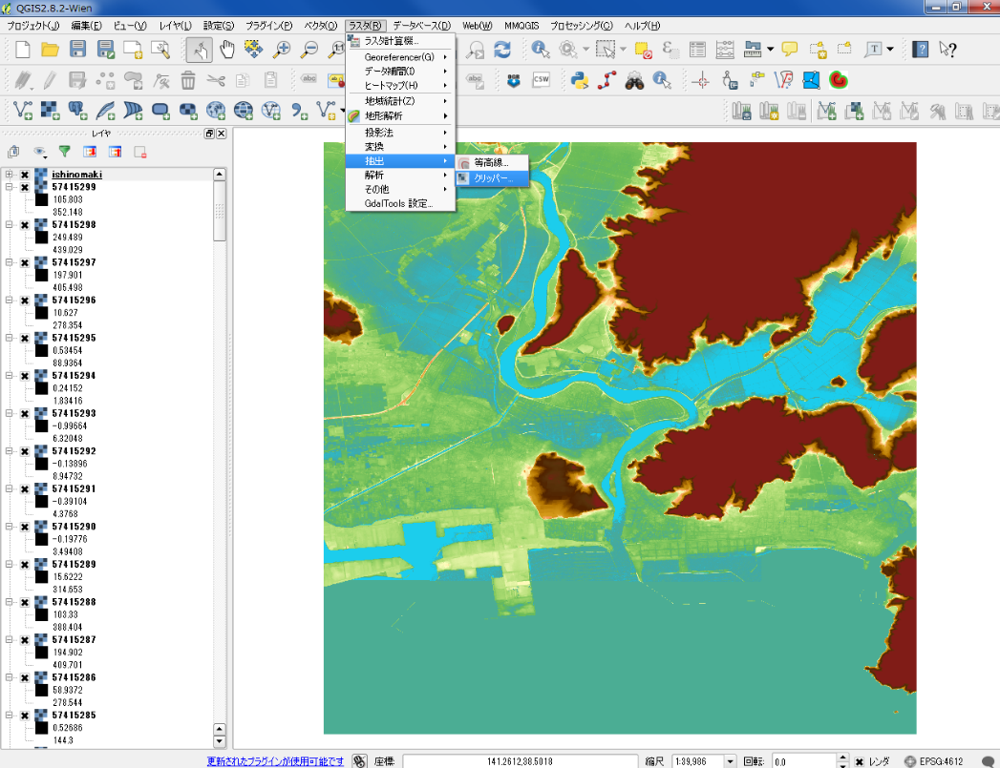 QGIS2.8.2-Wien
プロジェクト(J) 編集(E) ビュー(V) レイヤ(L) 設定(S) プラグイン(P) ベクタ(O) ラスタ(R) データベース(D) Web(W) MMQGIS プロセッシング(C) ヘルプ(H)
ラスタ計算機...
Georeferencer(G)
データ補間(I)
ヒートマップ(H)
地域統計(Z)
地形解析
投影法
変換
抽出
等高線...
クリッパー...
解析
その他
GdalTools 設定...
abc
abc
CSW
レイヤ
ishinomaki
57415299
105.803
352.148
57415298
249.489
439.029
57415297
197.901
405.498
57415296
10.627
278.354
57415295
0.53454
88.9364
57415294
0.24152
1.83416
57415293
-0.99664
6.32048
57415292
-0.13896
8.94732
57415291
-0.39104
4.3768
57415290
-0.19776
3.49408
57415289
15.6222
314.653
57415288
103.33
388.404
57415287
194.902
409.701
57415286
58.9372
278.544
57415285
0.52686
144.3
更新されたプラグインが使用可能です 座標: 141.2612,38.5018 縮尺 1:39,986 回転: 0.0 レンダ EPSG:4612